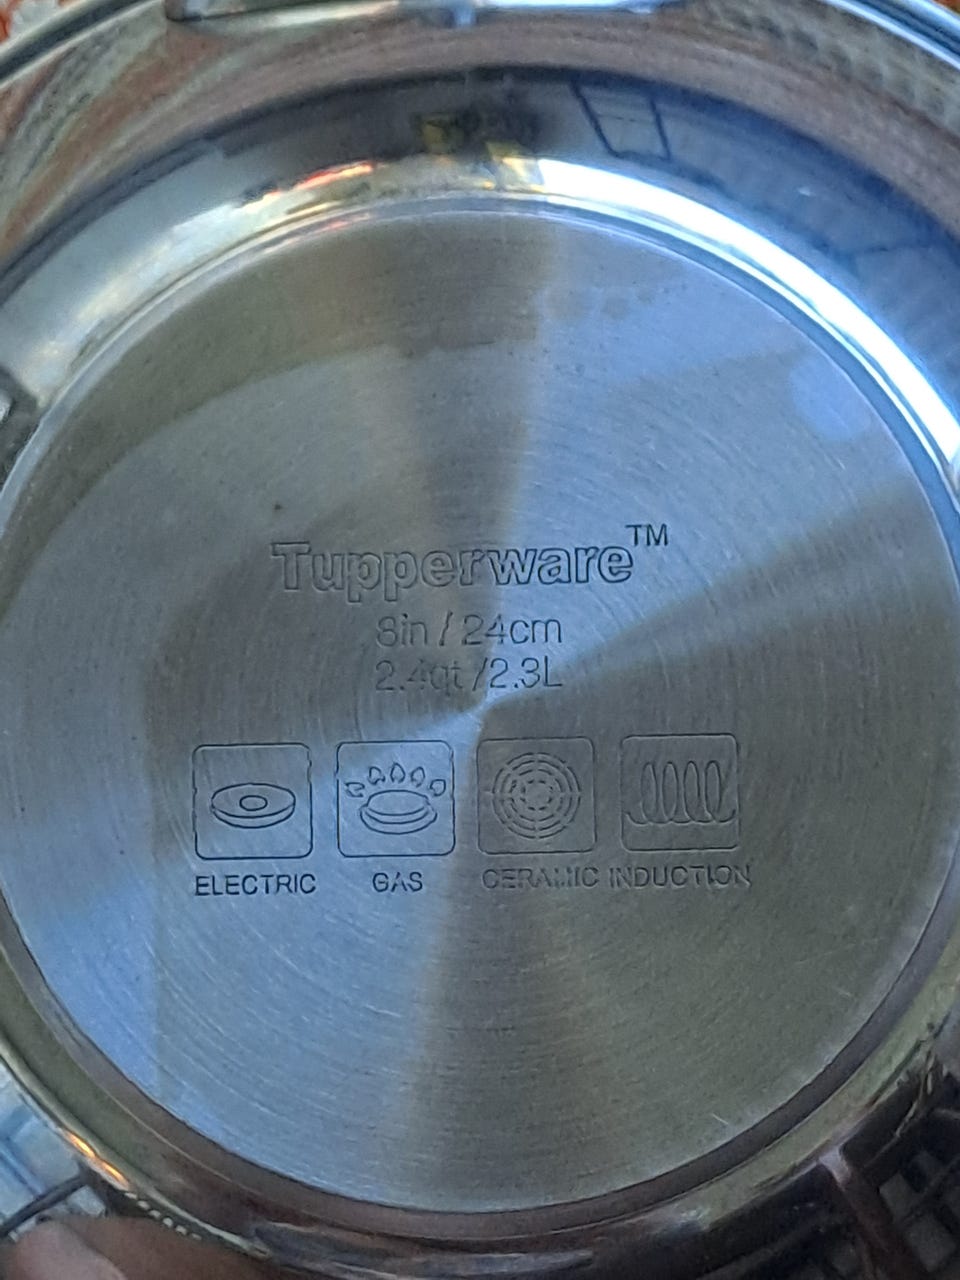 Tupperware™
8in / 24cm
2.4qt /2.3L
ELECTRIC GAS CERAMIC INDUCTION